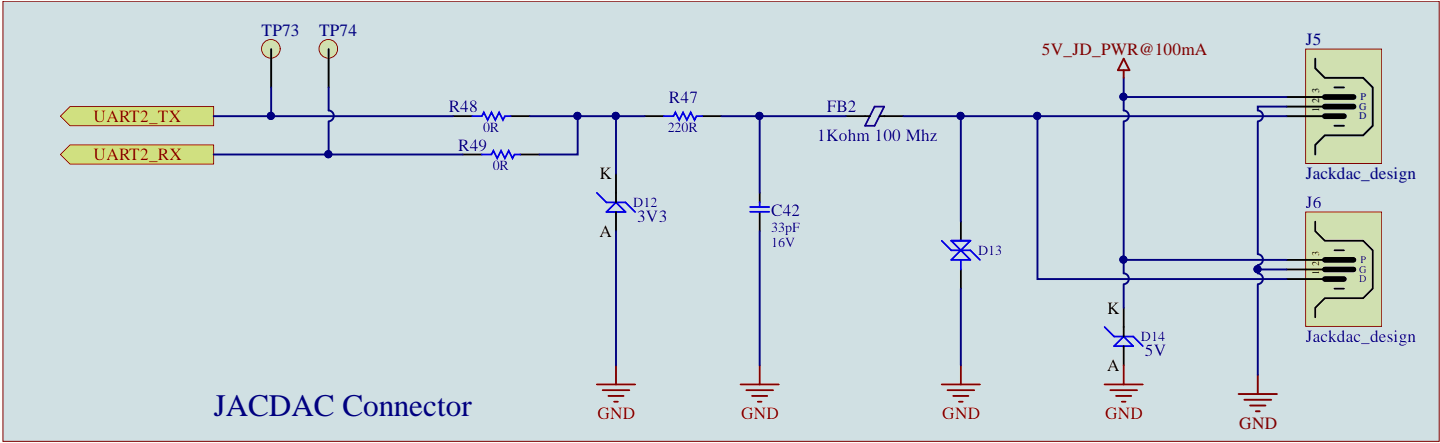 TP73
TP74
5V_JD_PWR@100mA
J5
UART2_TX
R48
0R
R47
220R
FB2
1Kohm 100 Mhz
3
2
1
P
G
D
UART2_RX
R49
0R
Jackdac_design
K
D12
3V3
A
C42
33pF
16V
D13
J6
3
2
1
P
G
D
K
D14
5V
A
Jackdac_design
JACDAC Connector
GND
GND
GND
GND
GND